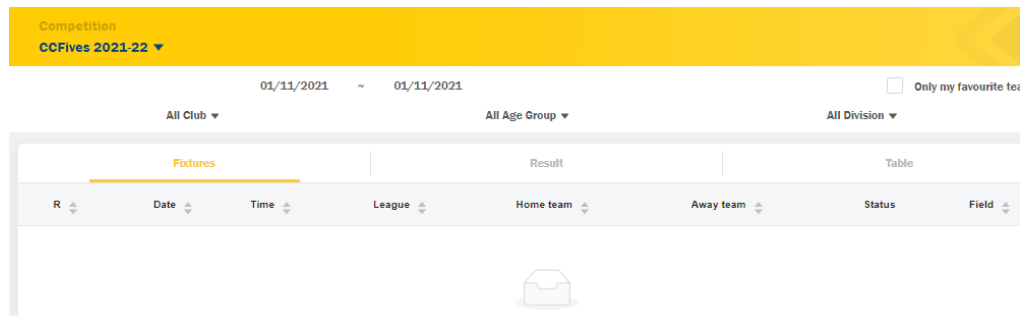 Competition
CCFives 2021-22
01/11/2021 ~ 01/11/2021
Only my favourite tea
All Club All Age Group All Division
Fixtures Result Table
R Date Time League Home team Away team Status Field